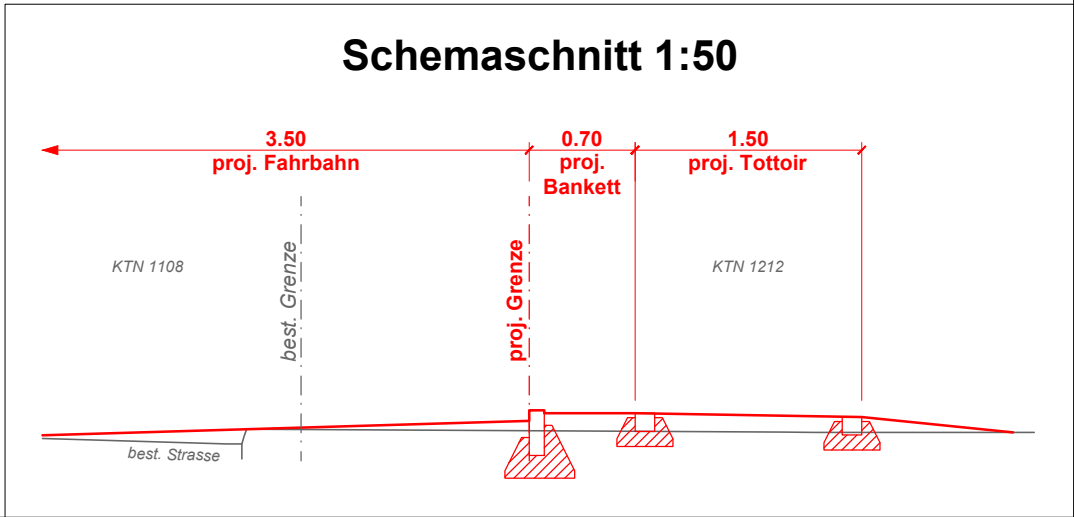 Schemaschnitt 1:50
3.50
proj. Fahrbahn
0.70
proj.
Bankett
1.50
proj. Tottoir
KTN 1108
best. Grenze
proj. Grenze
KTN 1212
best. Strasse